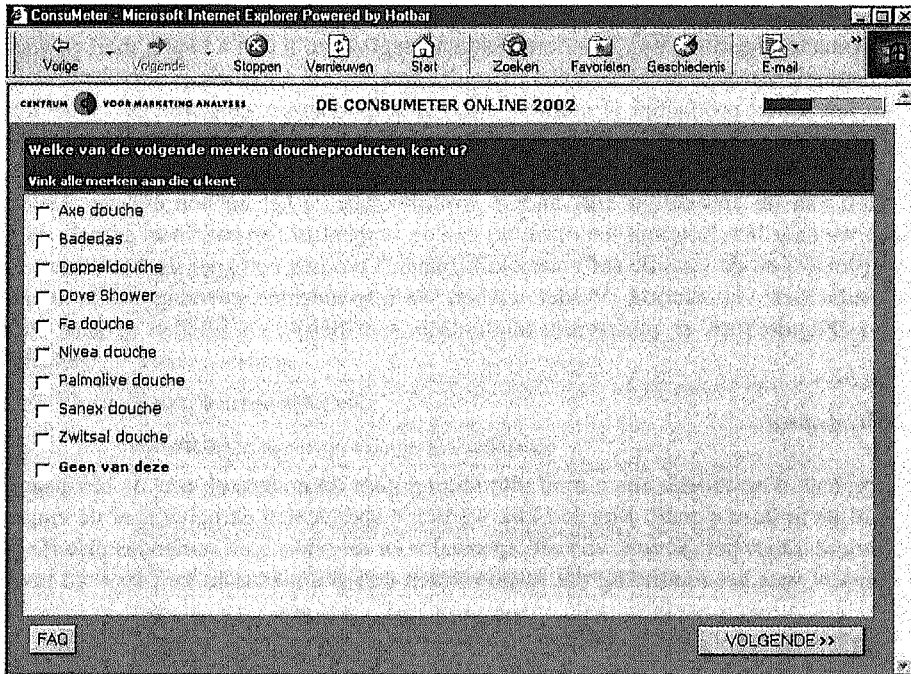 ConsuMeter - Microsoft Internet Explorer Powered by Hotbar
Vorige Volgende Stoppen Vernieuwen Start Zoeken Favorieten Geschiedenis E-mail »
CENTRUM VOOR MARKETING ANALYSES DE CONSUMETER ONLINE 2002
Welke van de volgende merken doucheproducten kent u?
Vink alle merken aan die u kent
Axe douche
Badedas
Doppeldouche
Dove Shower
Fa douche
Nivea douche
Palmolive douche
Sanex douche
Zwitsal douche
Geen van deze
FAQ VOLGENDE >>